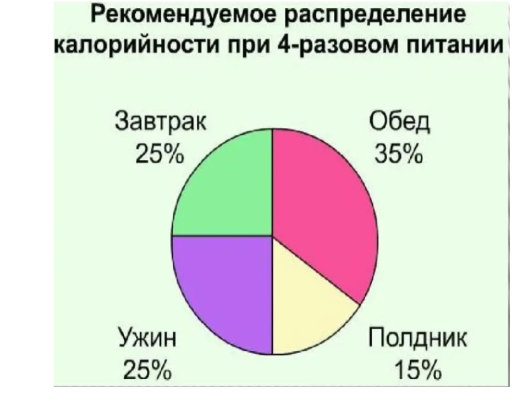 Рекомендуемое распределение
калорийности при 4-разовом питании
Завтрак
25%
Обед
35%
Ужин
25%
Полдник
15%